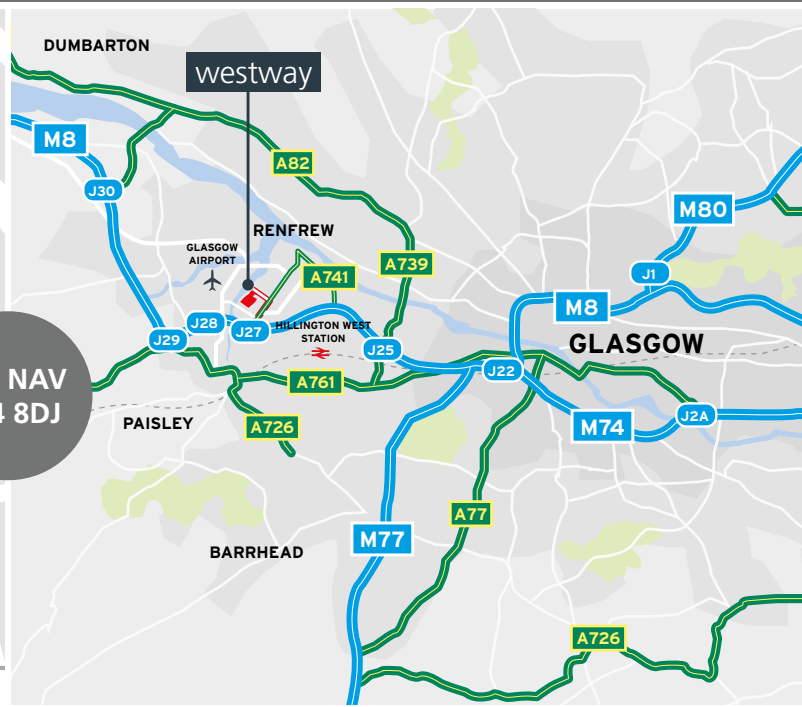 DUMBARTON
westway
M8
J30
A82
M80
RENFREW
GLASGOW
AIRPORT
A741
A739
J1
M8
J28
J27
HILLINGTON WEST
STATION
J29
J25
GLASGOW
J22
NAV
8DJ
A761
PAISLEY
A726
M74
J2A
A77
M77
BARRHEAD
A726